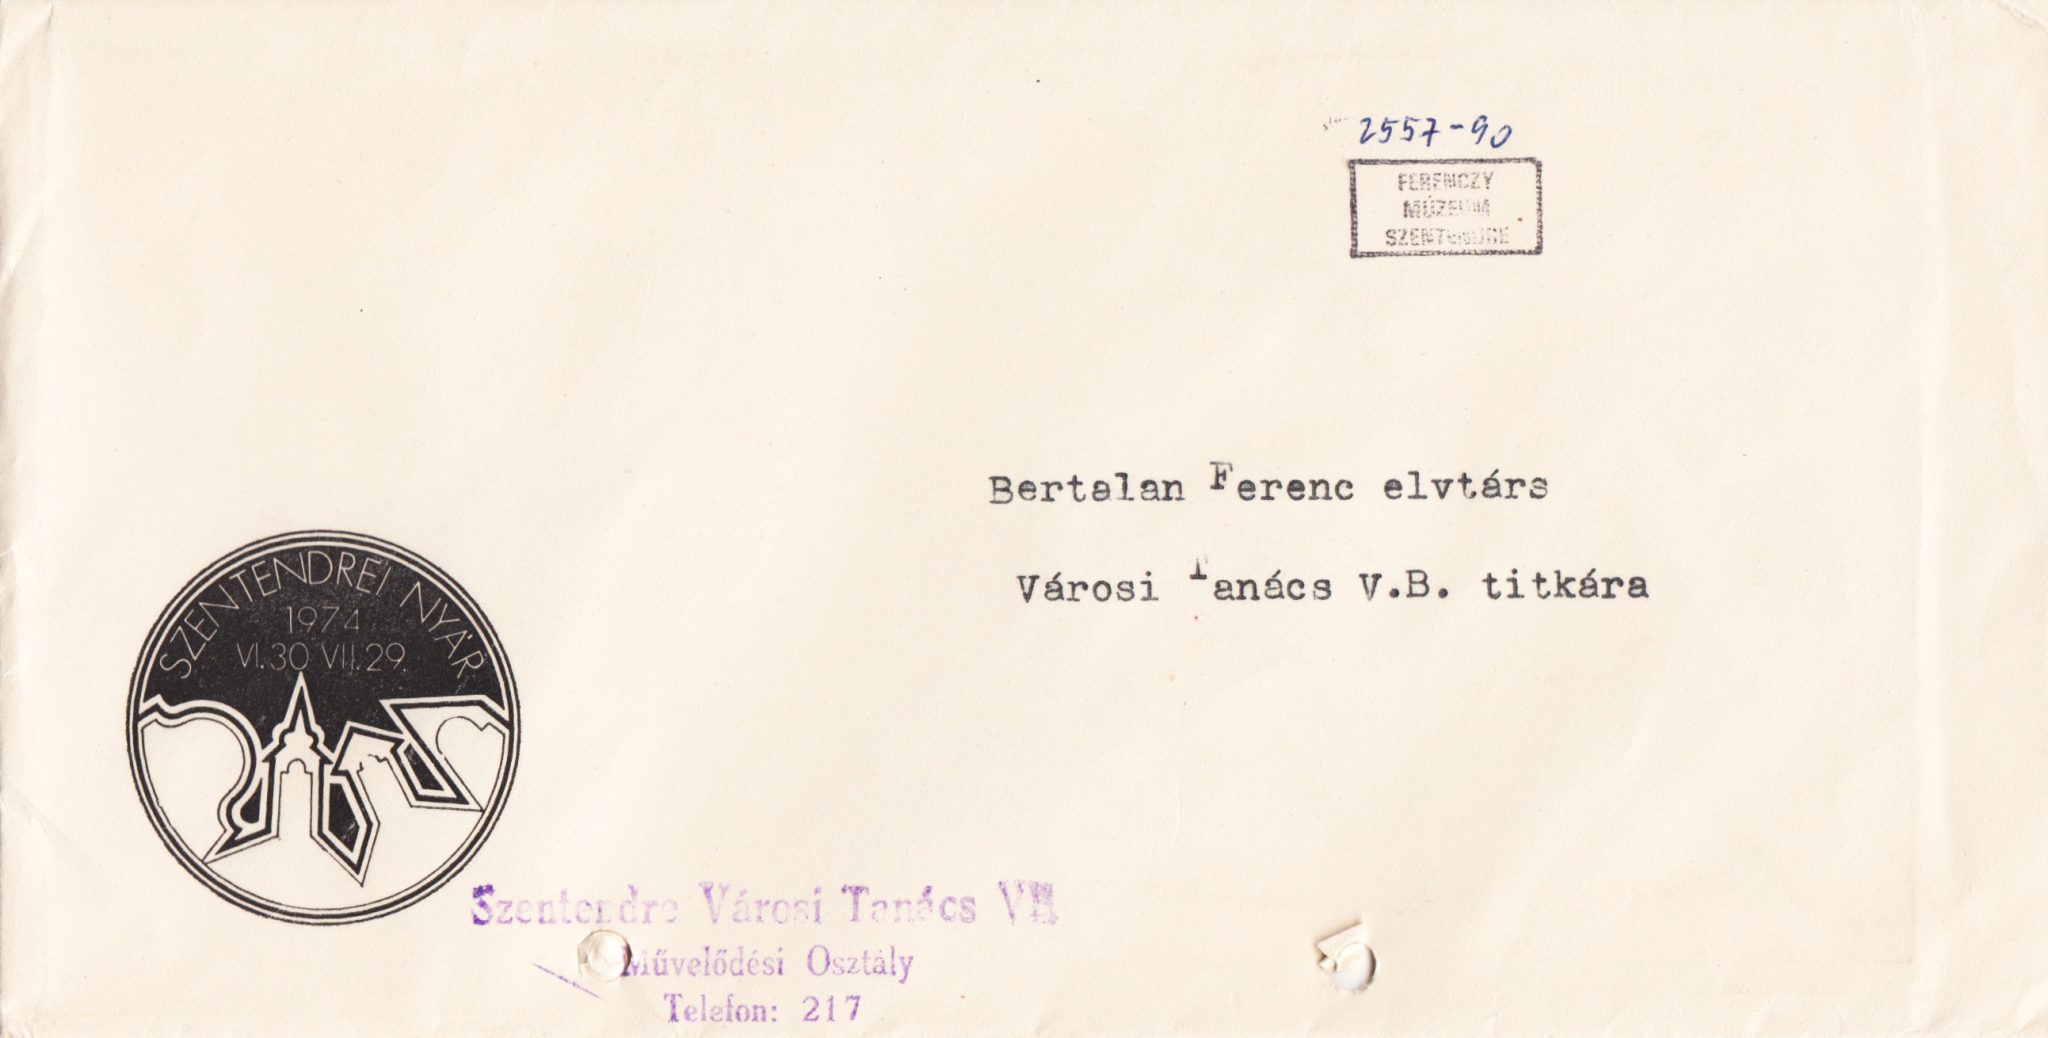 2557-90
FERENCZY
MÚZEUM
SZENTENDRE
Bertalan Ferenc elvtárs
Városi Tanács V.B. titkára
SZENTENDREI NYÁR
1974
VI.30 VII.29.
Szentendre Városi Tanács VB
Művelődési Osztály
Telefon: 217